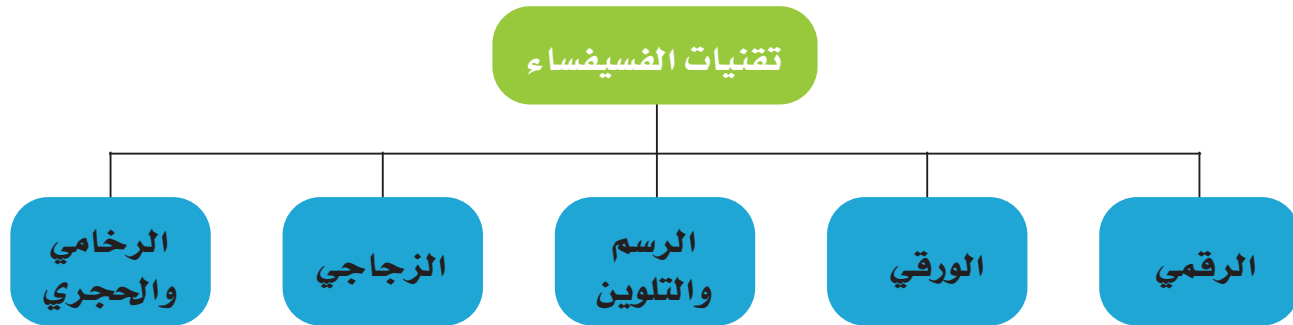 تقنيات الفسيفساء
الرقمي
الورقي
الرسم
والتلوين
الزجاجي
الرخامي
والحجري